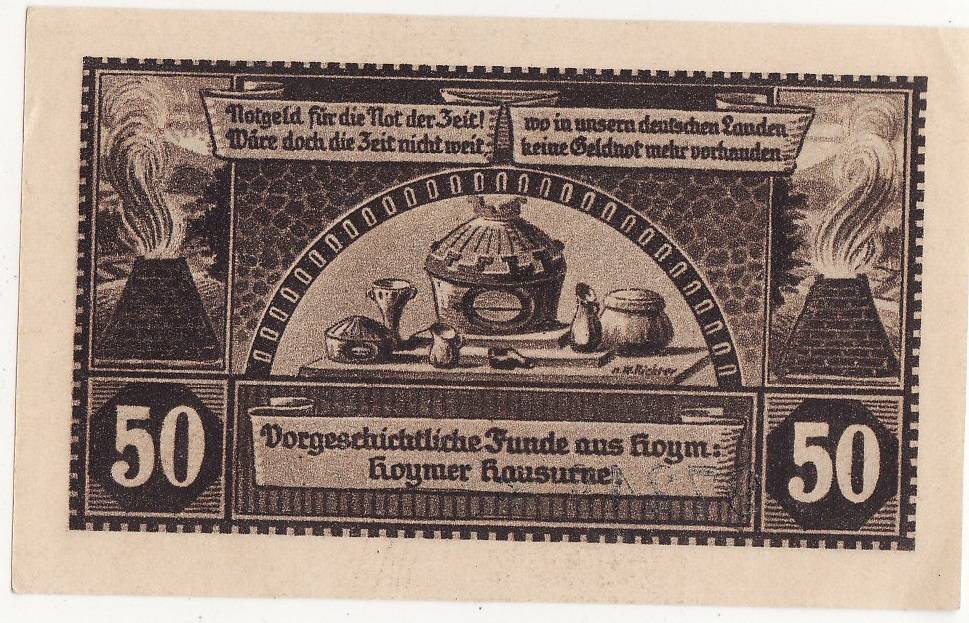 Notgeld für die Not der Zeit!
Wäre doch die Zeit nicht weit,
wo in unsern deutschen Landen
keine Geldnot mehr vorhanden.
n. W. Richter
50
Vorgeschichtliche Funde aus Hoym:
Hoymer Hausurne.
50